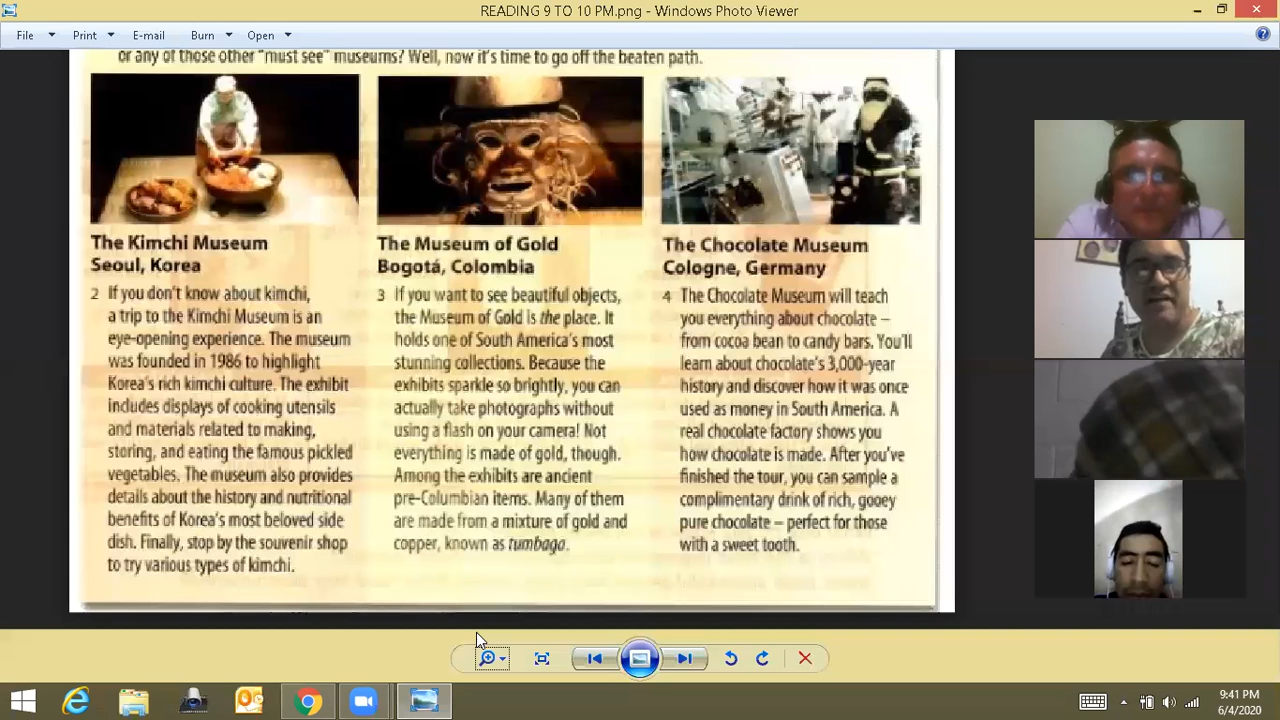 READING 9 TO 10 PM.png - Windows Photo Viewer
File Print E-mail Burn Open
or any of those other "must see" museums? Well, now it's time to go off the beaten path.
The Kimchi Museum
Seoul, Korea
2 If you don't know about kimchi,
a trip to the Kimchi Museum is an
eye-opening experience. The museum
was founded in 1986 to highlight
Korea's rich kimchi culture. The exhibit
includes displays of cooking utensils
and materials related to making,
storing, and eating the famous pickled
vegetables. The museum also provides
details about the history and nutritional
benefits of Korea's most beloved side
dish. Finally, stop by the souvenir shop
to try various types of kimchi.
The Museum of Gold
Bogotá, Colombia
3 If you want to see beautiful objects,
the Museum of Gold is the place. It
holds one of South America's most
stunning collections. Because the
exhibits sparkle so brightly, you can
actually take photographs without
using a flash on your camera! Not
everything is made of gold, though.
Among the exhibits are ancient
pre-Columbian items. Many of them
are made from a mixture of gold and
copper, known as tumbaga.
The Chocolate Museum
Cologne, Germany
4 The Chocolate Museum will teach
you everything about chocolate –
from cocoa bean to candy bars. You'll
learn about chocolate's 3,000-year
history and discover how it was once
used as money in South America. A
real chocolate factory shows you
how chocolate is made. After you've
finished the tour, you can sample a
complimentary drink of rich, gooey
pure chocolate – perfect for those
with a sweet tooth.
9:41 PM
6/4/2020